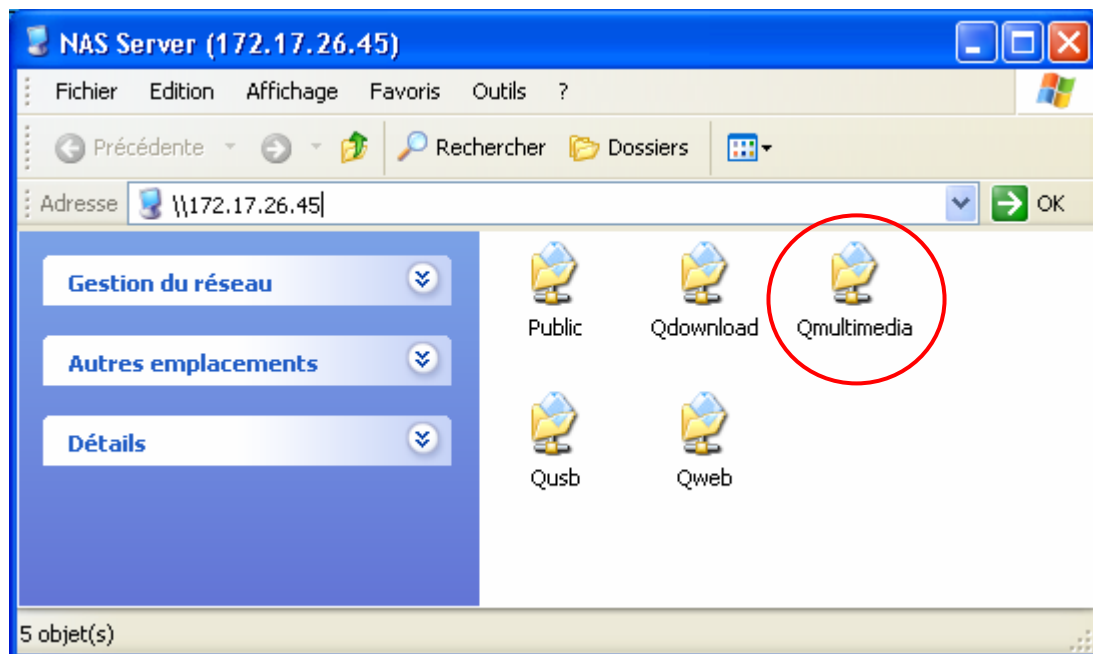 NAS Server (172.17.26.45)
Fichier Edition Affichage Favoris Outils ?
Précédente Rechercher Dossiers
Adresse \\172.17.26.45 OK
Gestion du réseau
Autres emplacements
Détails
Public Qdownload Qmultimedia
Qusb Qweb
5 objet(s)